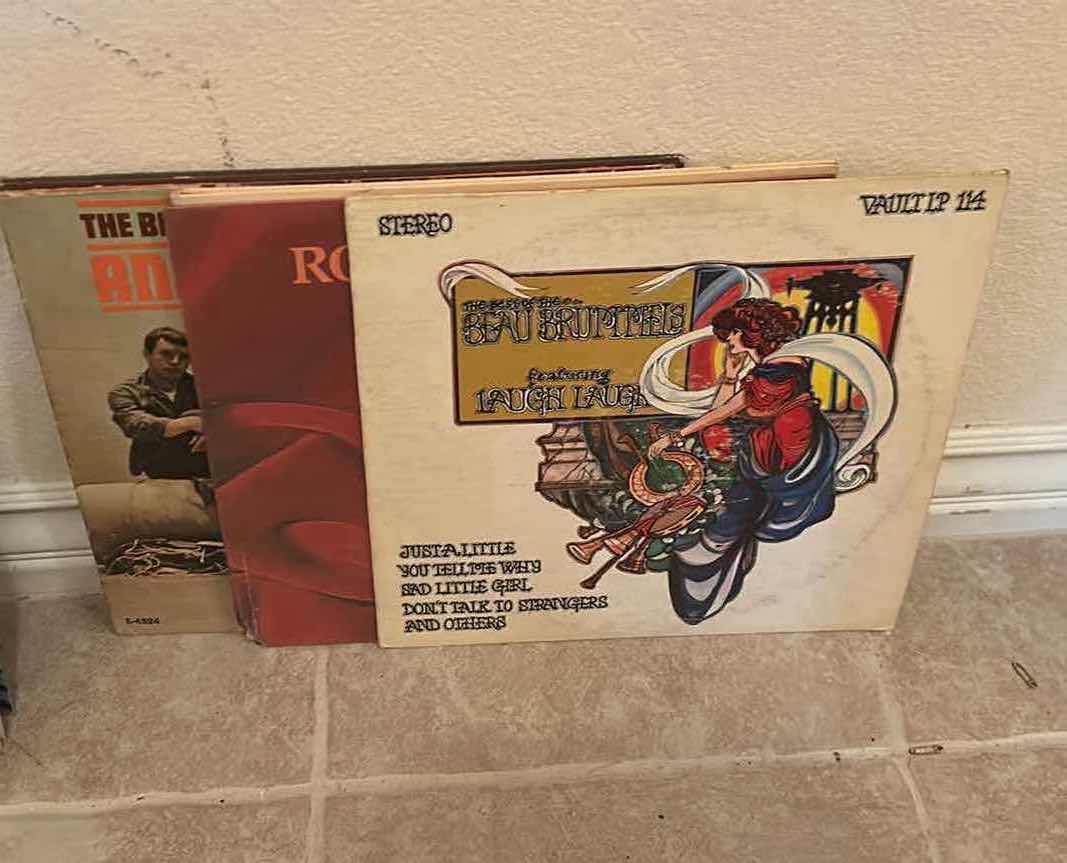 THE B
AN
E-4324
RO
STEREO
VAULT LP 114
THE BEST OF THE
BEAU BRUMMELS
featuring
LAUGH LAUGH
JUST A LITTLE
YOU TELL ME WHY
SAD LITTLE GIRL
DON'T TALK TO STRANGERS
AND OTHERS